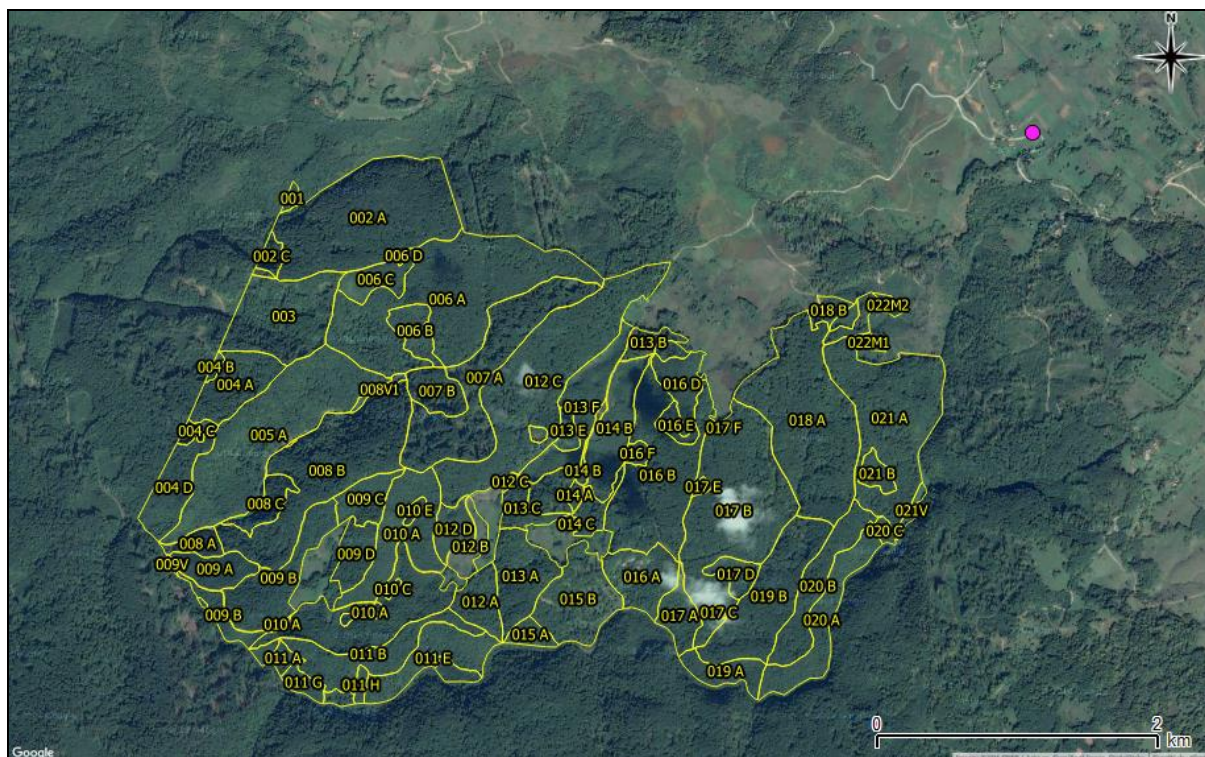 N
001
002 A
002 C
006 D
006 C
006 A
003
006 B
018 B
022M2
022M1
013 B
004 B
004 A
008V1
007 B
007 A
012 C
016 D
013 F
004 C
005 A
013 E
014 B
016 E
017 F
018 A
021 A
016 F
008 B
014 B
016 B
021 B
004 D
012 C
017 E
008 C
009 C
010 E
013 C
014 A
017 B
021V
014 C
010 A
012 D
020 C
008 A
012 B
009 D
009V
009 A
009 B
013 A
016 A
017 D
010 C
020 B
019 B
012 A
015 B
009 B
010 A
010 A
017 A
017 C
020 A
015 A
011 A
011 B
011 E
019 A
011 G
011 H
0
2
km
Google